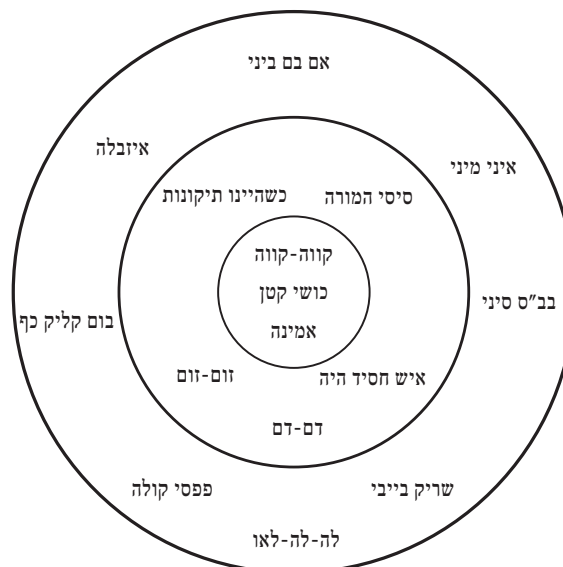 אם בם ביני
איזבלה
איני מיני
כשהיינו תיקונות
סיסי המורה
קווה-קווה
כושי קטן
אמינה
בב"ס סיני
בום קליק כף
זום-זום
איש חסיד היה
דם-דם
פפסי קולה
שריק בייבי
לה-לה-לאו